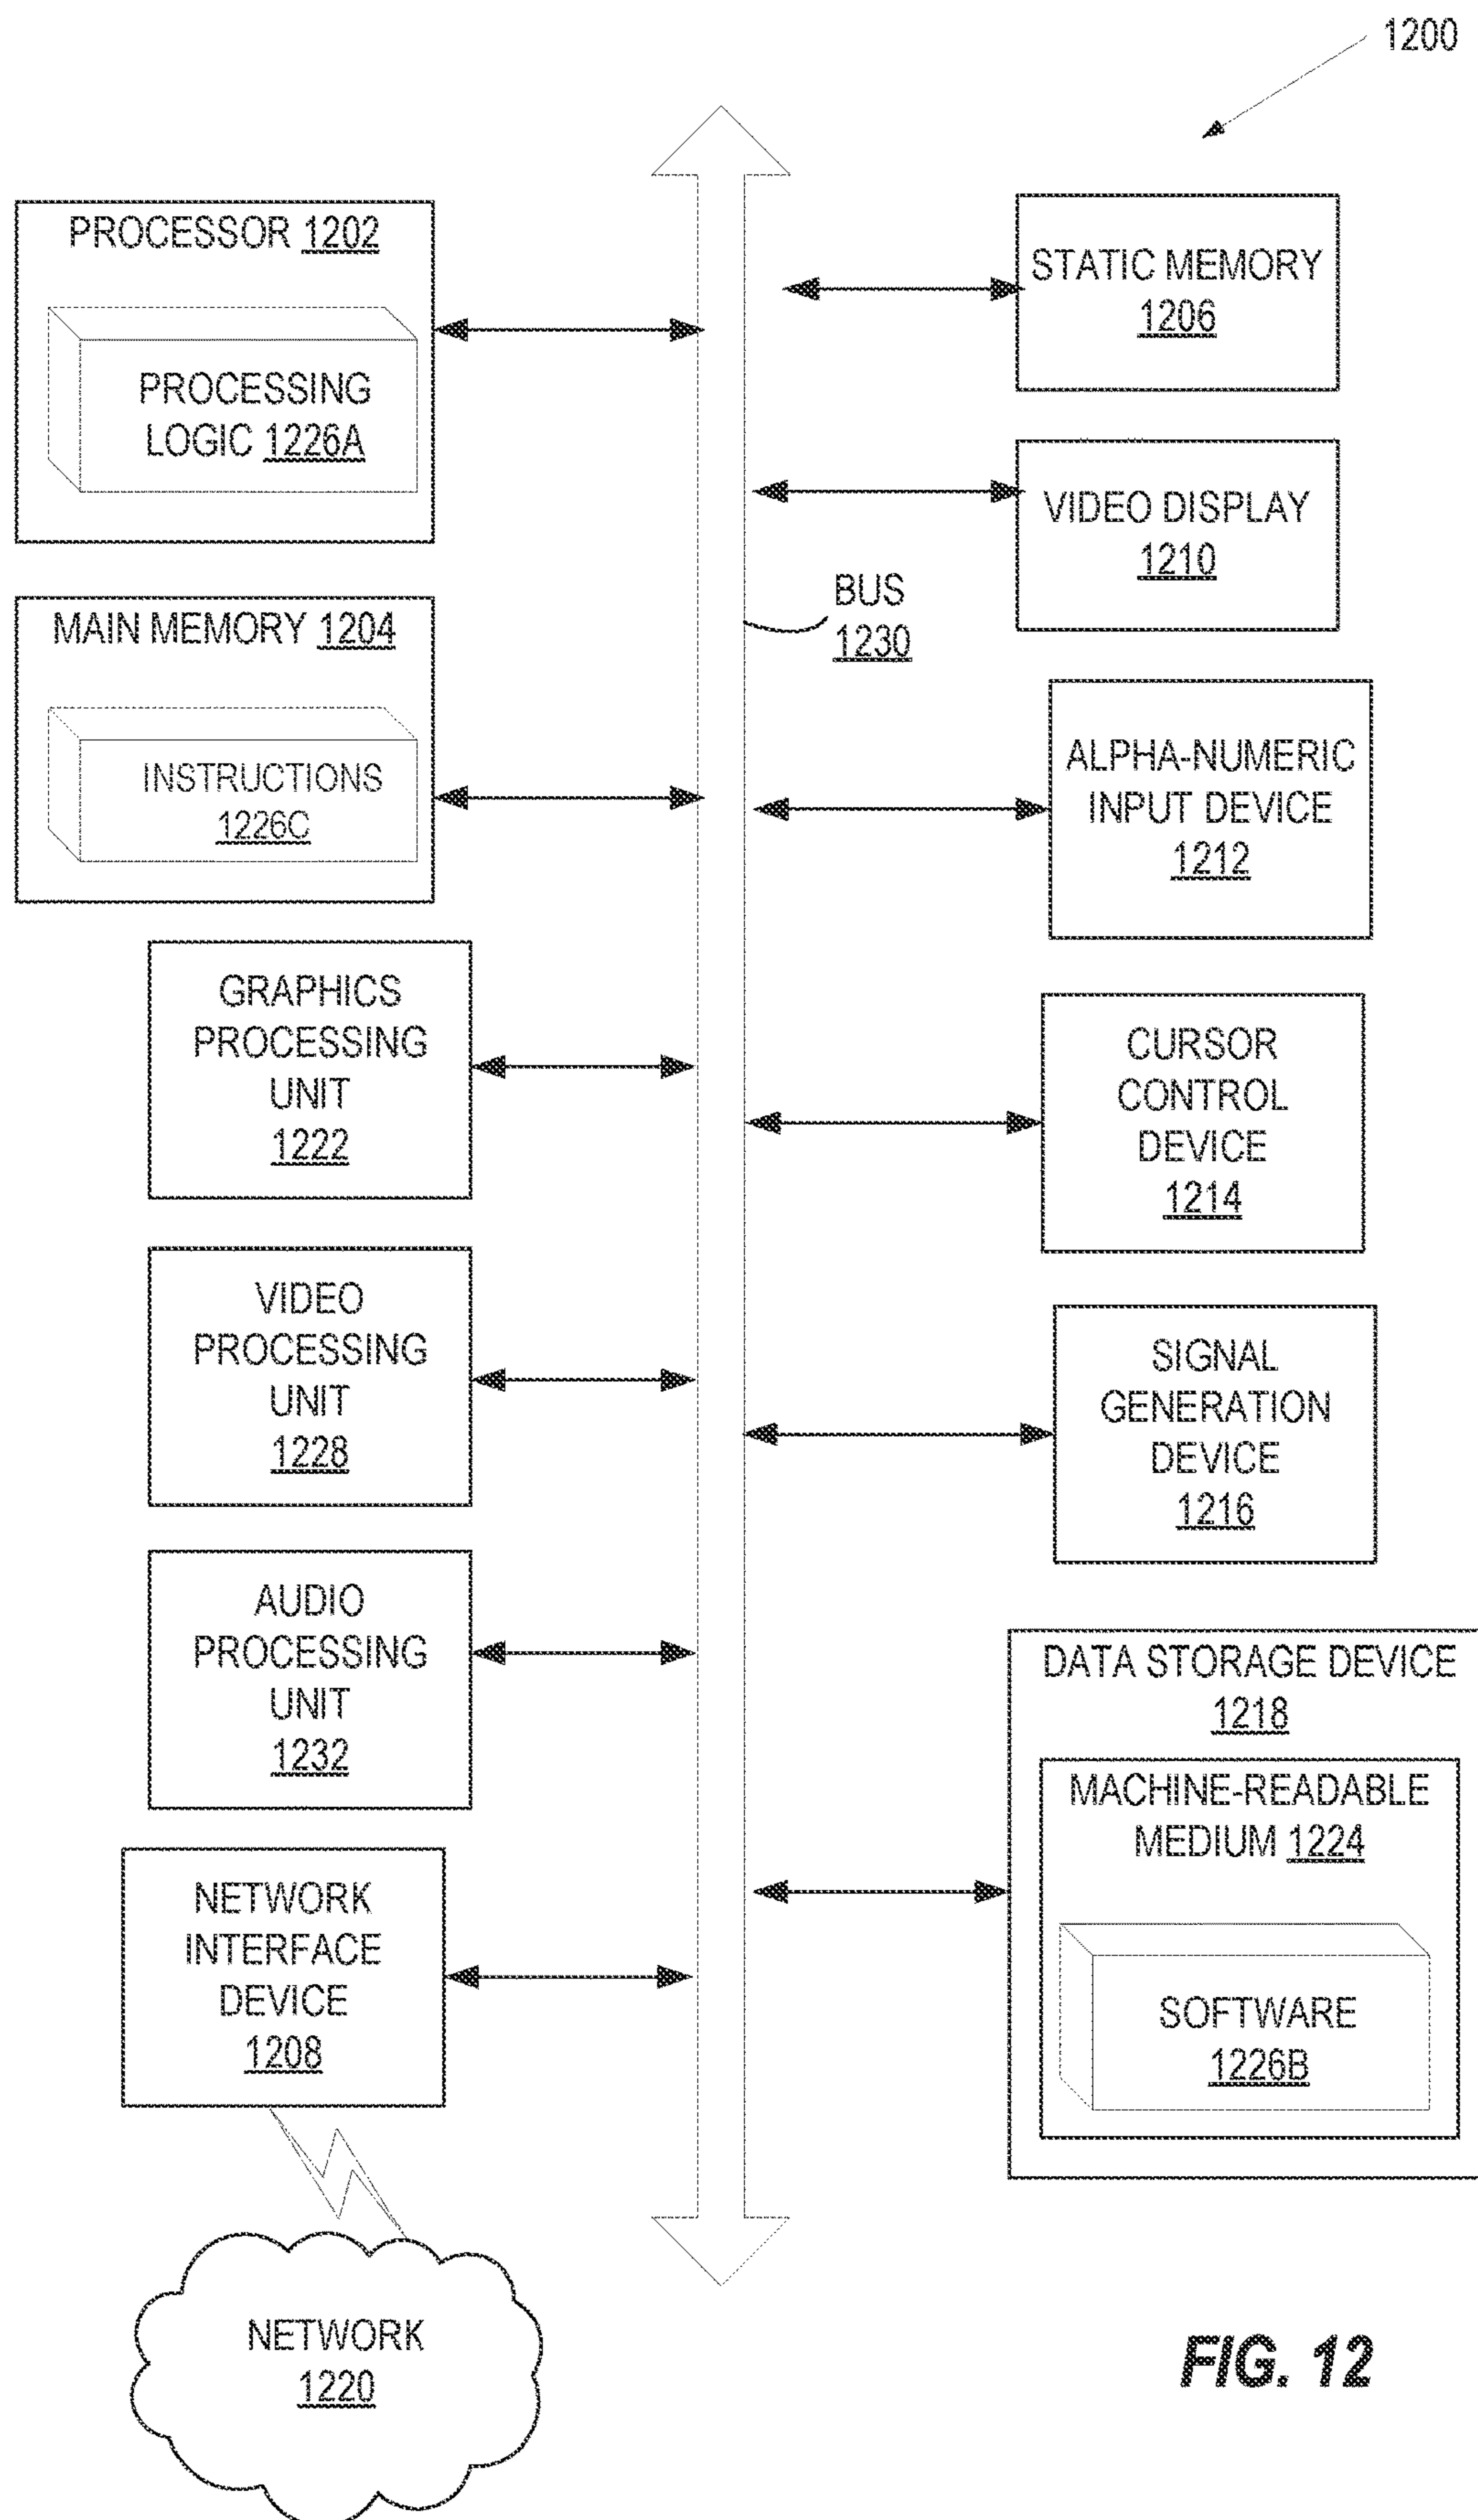 1200
PROCESSOR 1202
PROCESSING
LOGIC 1226A
MAIN MEMORY 1204
INSTRUCTIONS
1226C
GRAPHICS
PROCESSING
UNIT
1222
VIDEO
PROCESSING
UNIT
1228
AUDIO
PROCESSING
UNIT
1232
NETWORK
INTERFACE
DEVICE
1208
NETWORK
1220
BUS
1230
STATIC MEMORY
1206
VIDEO DISPLAY
1210
ALPHA-NUMERIC
INPUT DEVICE
1212
CURSOR
CONTROL
DEVICE
1214
SIGNAL
GENERATION
DEVICE
1216
DATA STORAGE DEVICE
1218
MACHINE-READABLE
MEDIUM 1224
SOFTWARE
1226B
FIG. 12